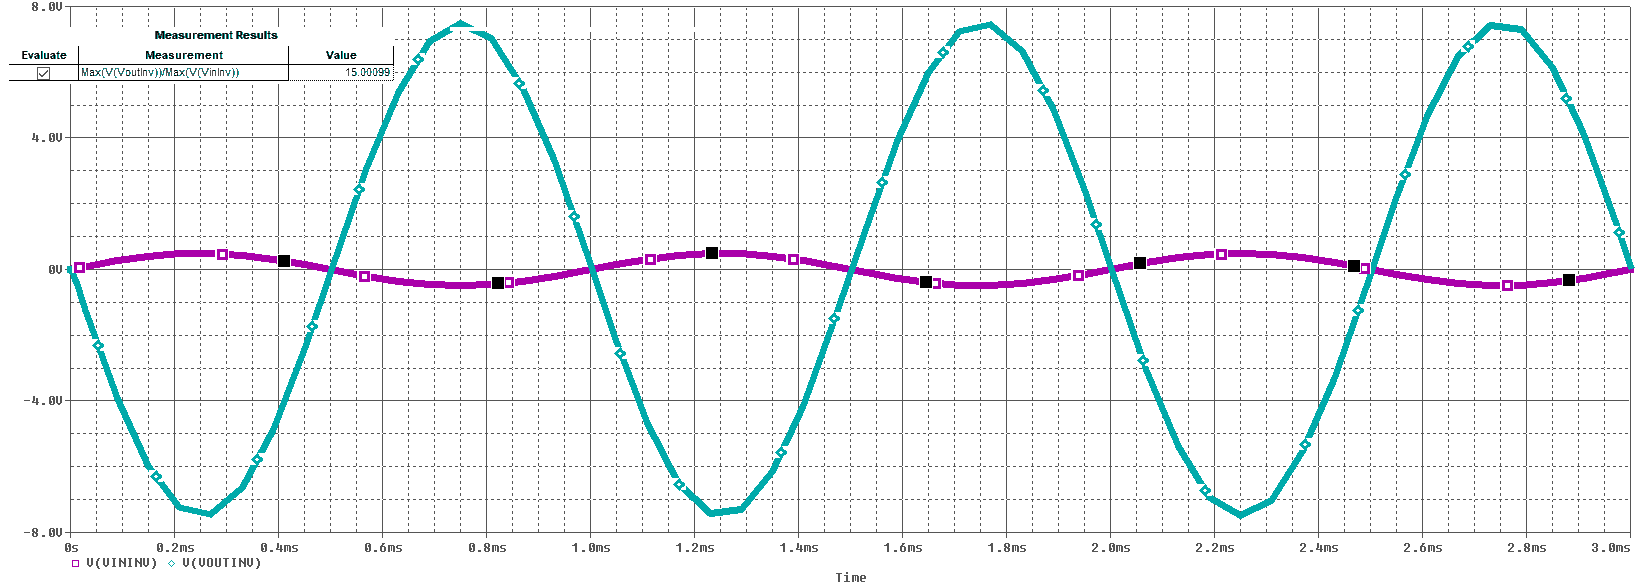 8.0V
Measurement Results
Evaluate Measurement Value
Max(V(VoutInv))/Max(V(VinInv)) 15.00099
4.0V
0V
-4.0V
-8.0V
0s 0.2ms 0.4ms 0.6ms 0.8ms 1.0ms 1.2ms 1.4ms 1.6ms 1.8ms 2.0ms 2.2ms 2.4ms 2.6ms 2.8ms 3.0ms
V(VININV) V(VOUTINV)
Time